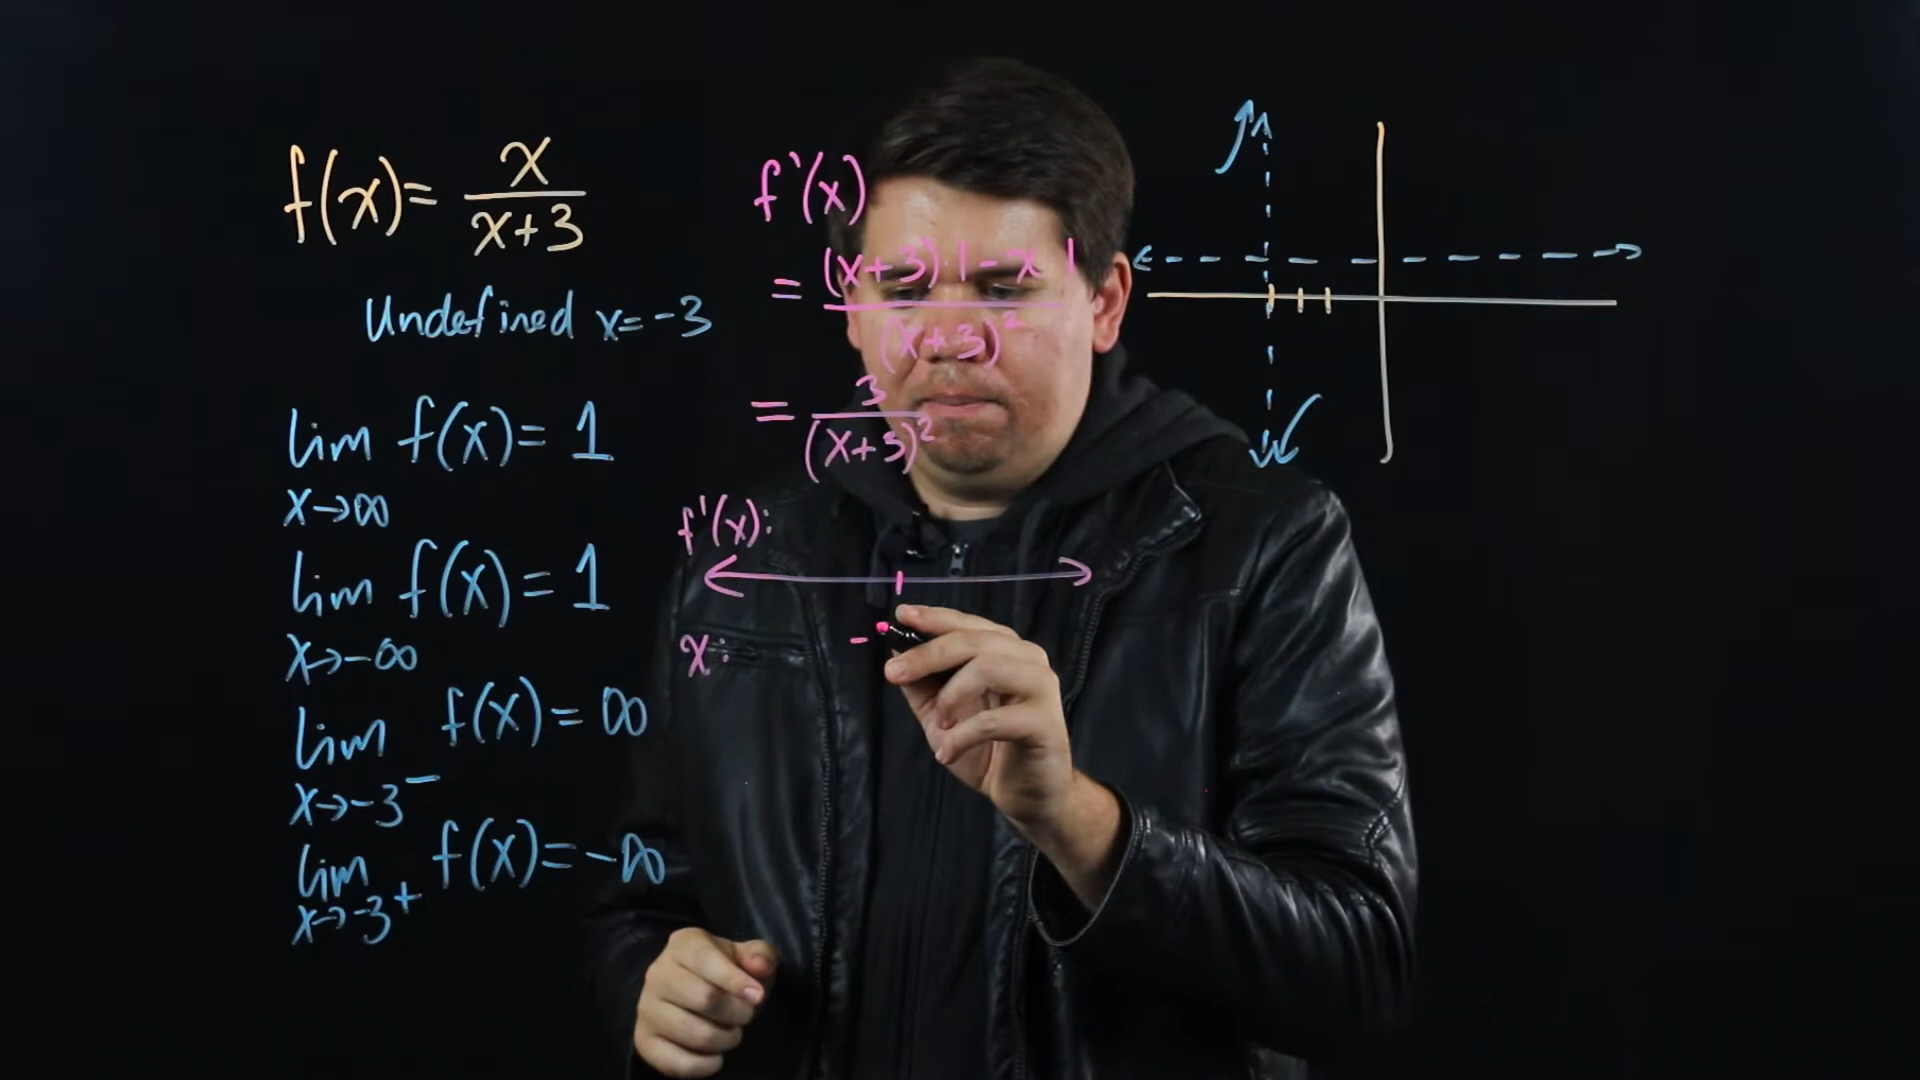 f(x)= x/(x+3)
Undefined x=-3
lim f(x)= 1
x→∞
lim f(x)= 1
x→-∞
lim f(x)= ∞
x→-3⁻
lim f(x)=-∞
x→-3⁺
f'(x)
= ((x+3)·1-x·1)/(x+3)²
= 3/(x+3)²
f'(x):
x: -